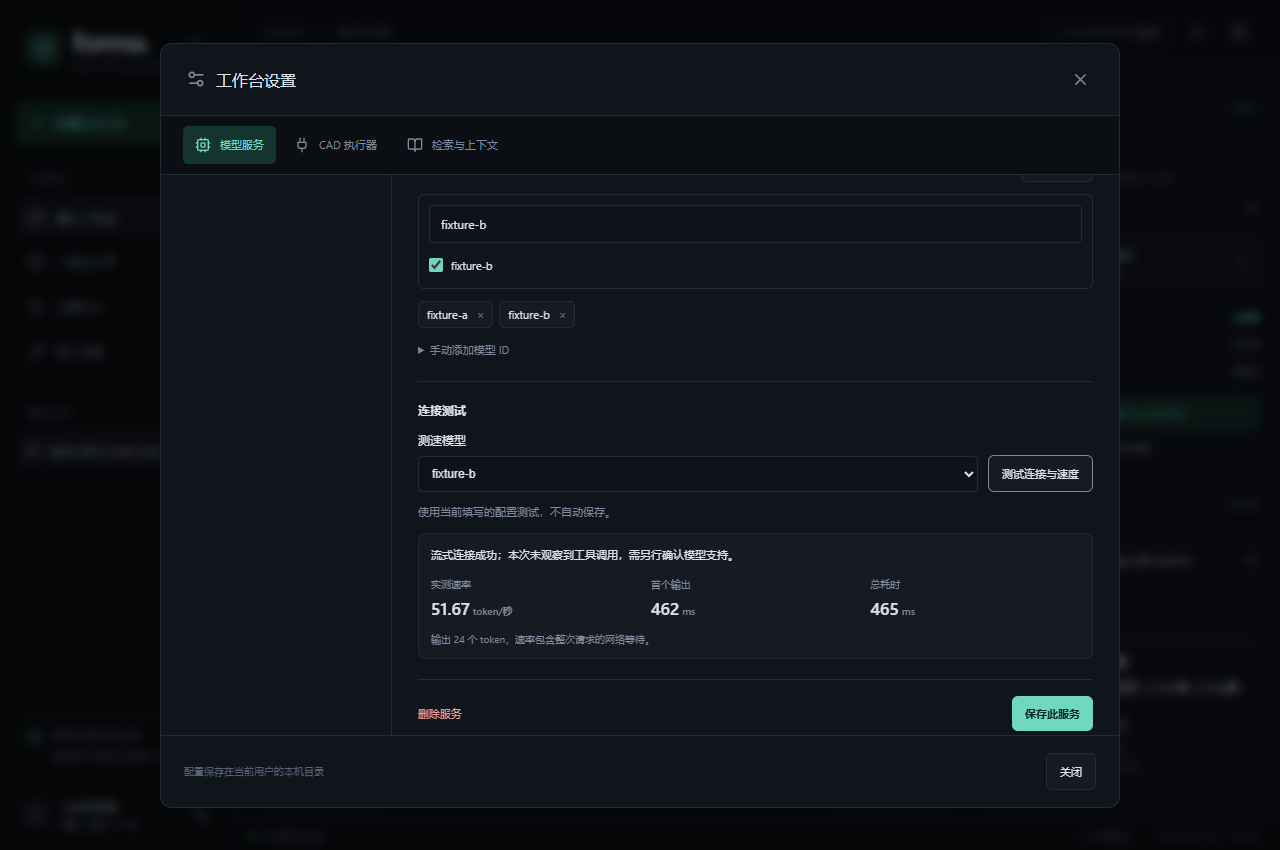 工作台设置
模型服务
CAD 执行器
检索与上下文
fixture-b
fixture-b
fixture-a ×
fixture-b ×
手动添加模型 ID
连接测试
测速模型
fixture-b
测试连接与速度
使用当前填写的配置测试，不自动保存。
流式连接成功；本次未观察到工具调用，需另行确认模型支持。
实测速率
首个输出
总耗时
51.67 token/秒
462 ms
465 ms
输出 24 个 token，速率包含整次请求的网络等待。
删除服务
保存此服务
配置保存在当前用户的本机目录
关闭